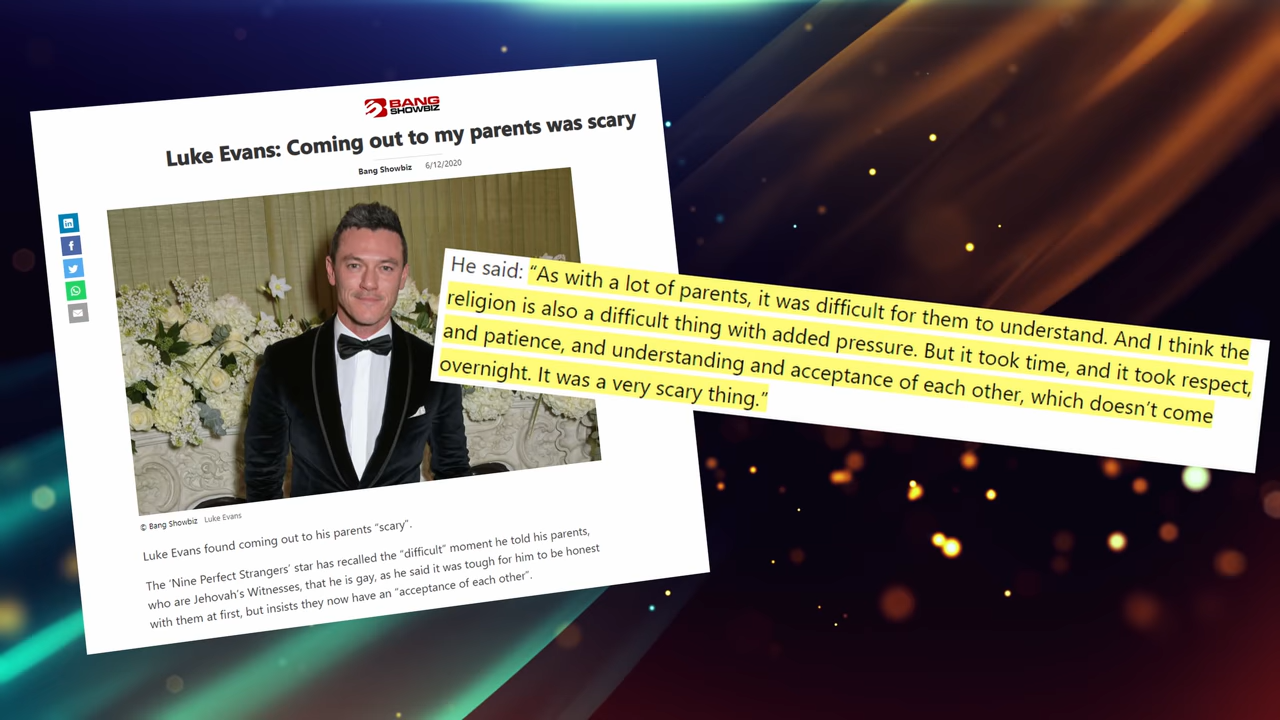 BANG
SHOWBIZ
Luke Evans: Coming out to my parents was scary
Bang Showbiz 6/12/2020
in
f
He said: “As with a lot of parents, it was difficult for them to understand. And I think the
religion is also a difficult thing with added pressure. But it took time, and it took respect,
and patience, and understanding and acceptance of each other, which doesn’t come
overnight. It was a very scary thing.”
© Bang Showbiz Luke Evans
Luke Evans found coming out to his parents “scary”.
The ‘Nine Perfect Strangers’ star has recalled the “difficult” moment he told his parents,
who are Jehovah’s Witnesses, that he is gay, as he said it was tough for him to be honest
with them at first, but insists they now have an “acceptance of each other”.